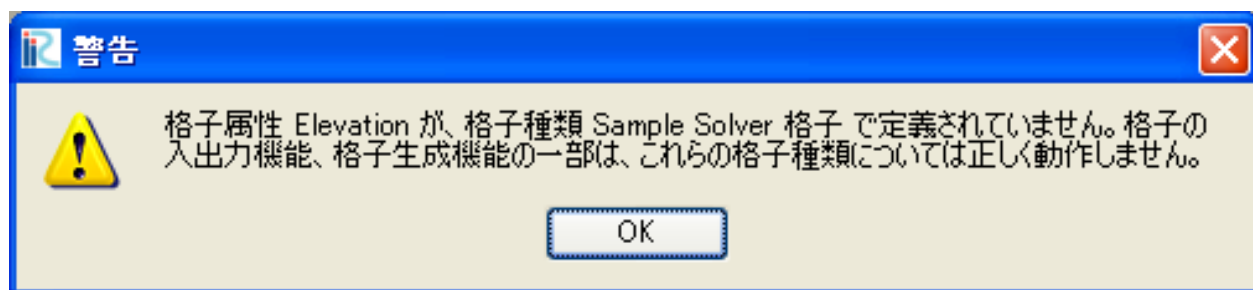 iRIC 警告
格子属性 Elevation が、格子種類 Sample Solver 格子 で定義されていません。格子の
入出力機能、格子生成機能の一部は、これらの格子種類については正しく動作しません。
OK